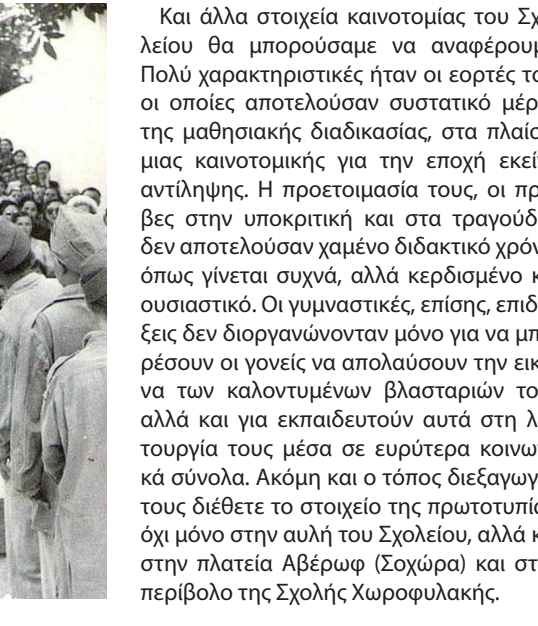 Και άλλα στοιχεία καινοτομίας του Σχ
λείου θα μπορούσαμε να αναφέρουμ
Πολύ χαρακτηριστικές ήταν οι εορτές το
οι οποίες αποτελούσαν συστατικό μέρ
της μαθησιακής διαδικασίας, στα πλαίσ
μιας καινοτομικής για την εποχή εκεί
αντίληψης. Η προετοιμασία τους, οι πρ
βες στην υποκριτική και στα τραγούδ
δεν αποτελούσαν χαμένο διδακτικό χρόν
όπως γίνεται συχνά, αλλά κερδισμένο κ
ουσιαστικό. Οι γυμναστικές, επίσης, επιδ
ξεις δεν διοργανώνονταν μόνο για να μπ
ρέσουν οι γονείς να απολαύσουν την εικ
να των καλοντυμένων βλασταριών το
αλλά και για εκπαιδευτούν αυτά στη λ
τουργία τους μέσα σε ευρύτερα κοινω
κά σύνολα. Ακόμη και ο τόπος διεξαγωγ
τους διέθετε το στοιχείο της πρωτοτυπία
όχι μόνο στην αυλή του Σχολείου, αλλά κ
στην πλατεία Αβέρωφ (Σοχώρα) και στ
περίβολο της Σχολής Χωροφυλακής.